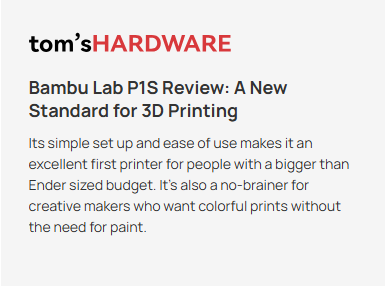 tom'sHARDWARE
Bambu Lab P1S Review: A New
Standard for 3D Printing
Its simple set up and ease of use makes it an
excellent first printer for people with a bigger than
Ender sized budget. It's also a no-brainer for
creative makers who want colorful prints without
the need for paint.